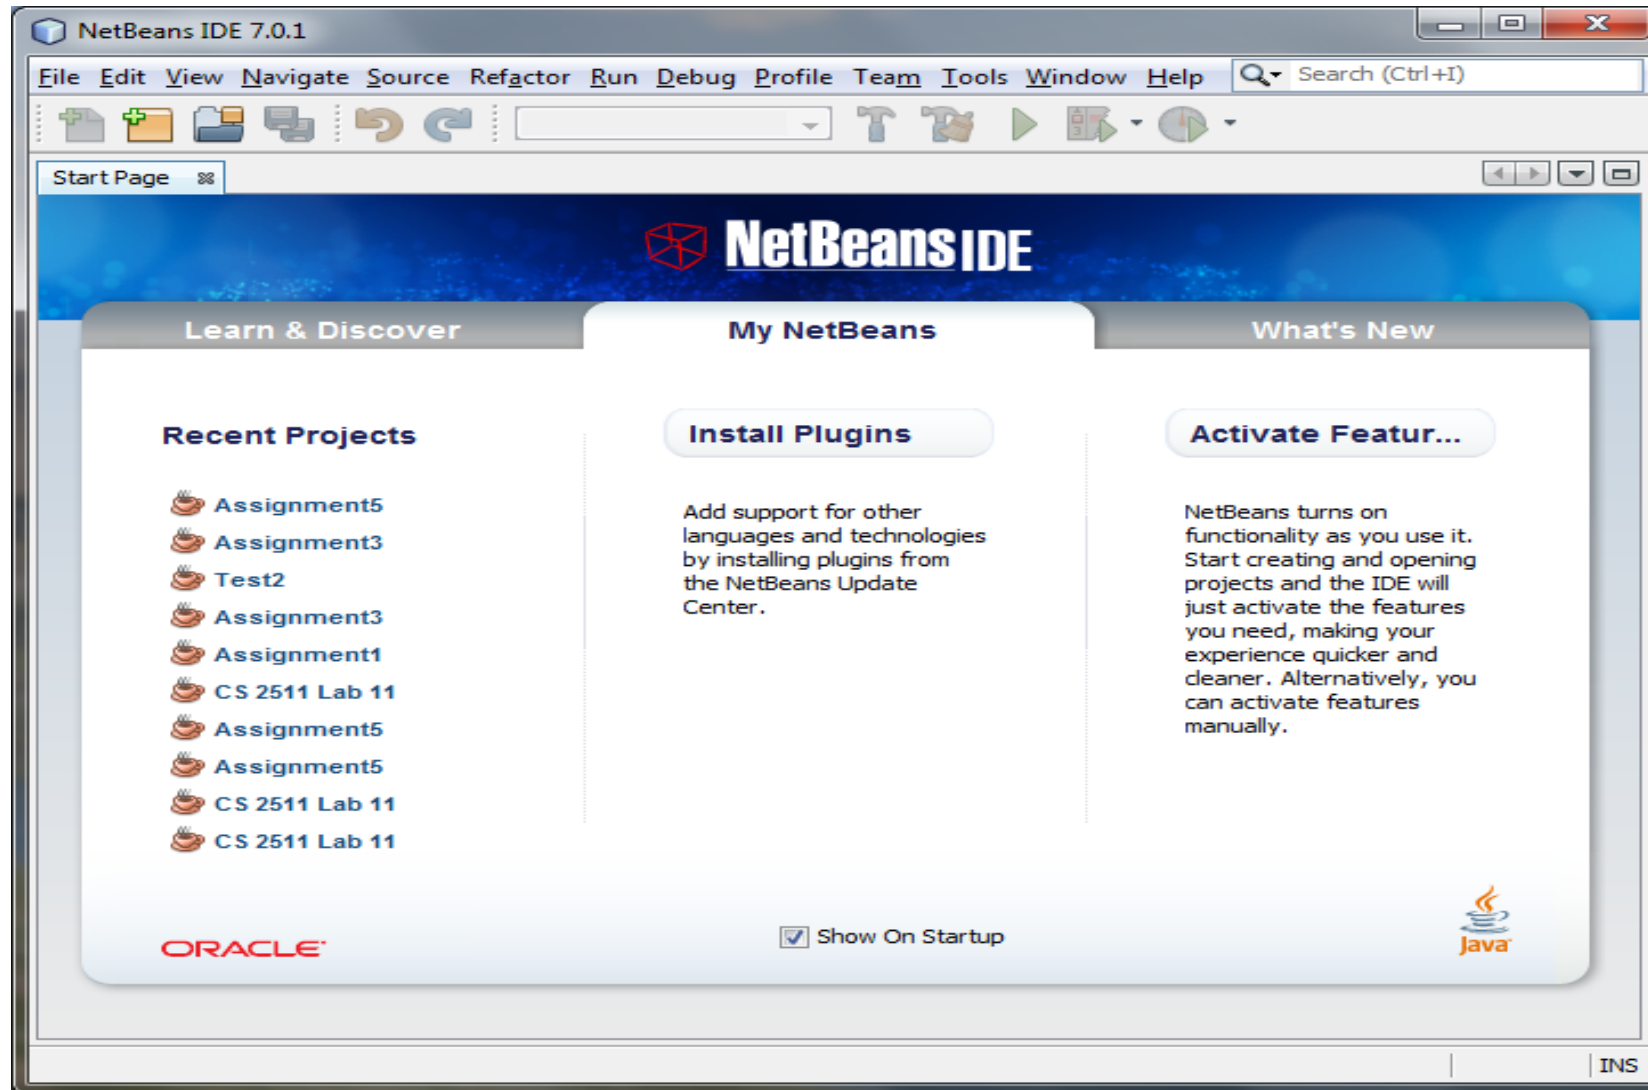 NetBeans IDE 7.0.1
File Edit View Navigate Source Refactor Run Debug Profile Team Tools Window Help Search (Ctrl+I)
Start Page
NetBeans IDE
Learn & Discover
My NetBeans
What's New
Recent Projects
Assignment5
Assignment3
Test2
Assignment3
Assignment1
CS 2511 Lab 11
Assignment5
Assignment5
CS 2511 Lab 11
CS 2511 Lab 11
Install Plugins
Add support for other
languages and technologies
by installing plugins from
the NetBeans Update
Center.
Activate Featur...
NetBeans turns on
functionality as you use it.
Start creating and opening
projects and the IDE will
just activate the features
you need, making your
experience quicker and
cleaner. Alternatively, you
can activate features
manually.
ORACLE
Show On Startup
Java
INS